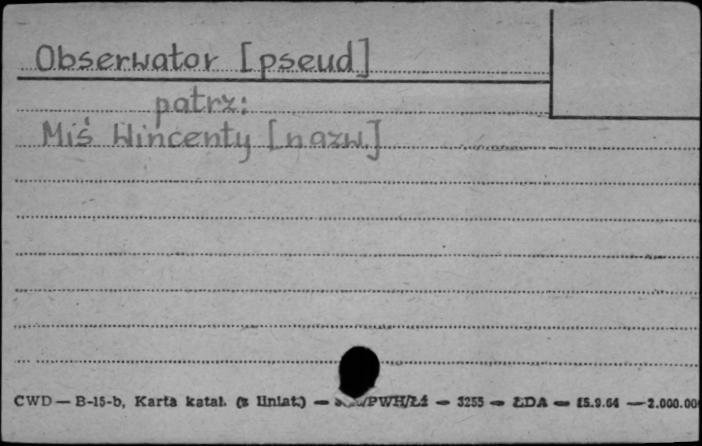 Obserwator [pseud]
patrz:
Miś Wincenty [nazw.]
CWD — B-15-b, Karta katal. (z liniat.) — /PWH/Łź — 3255 — ŁDA — 15.9.64 — 2.000.00